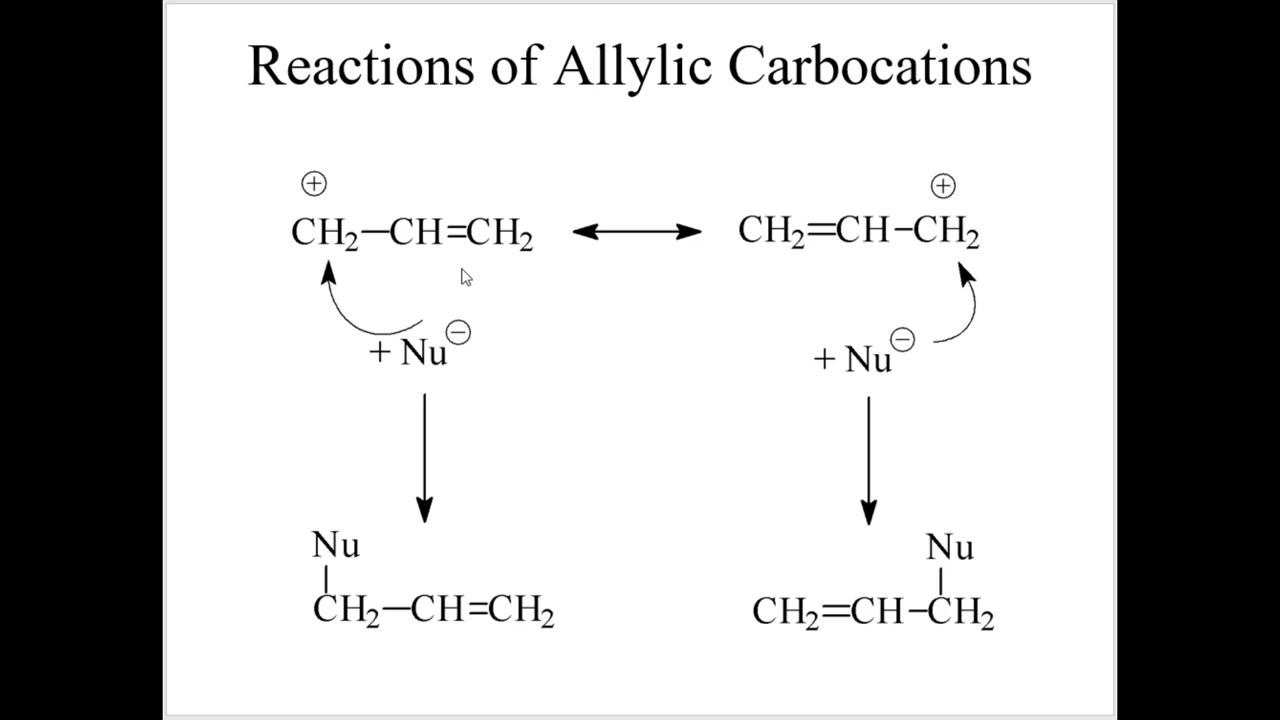 Reactions of Allylic Carbocations
⊕ ⊕
CH₂—CH=CH₂ CH₂=CH–CH₂
+ Nu⊖ + Nu⊖
Nu Nu
CH₂—CH=CH₂ CH₂=CH–CH₂